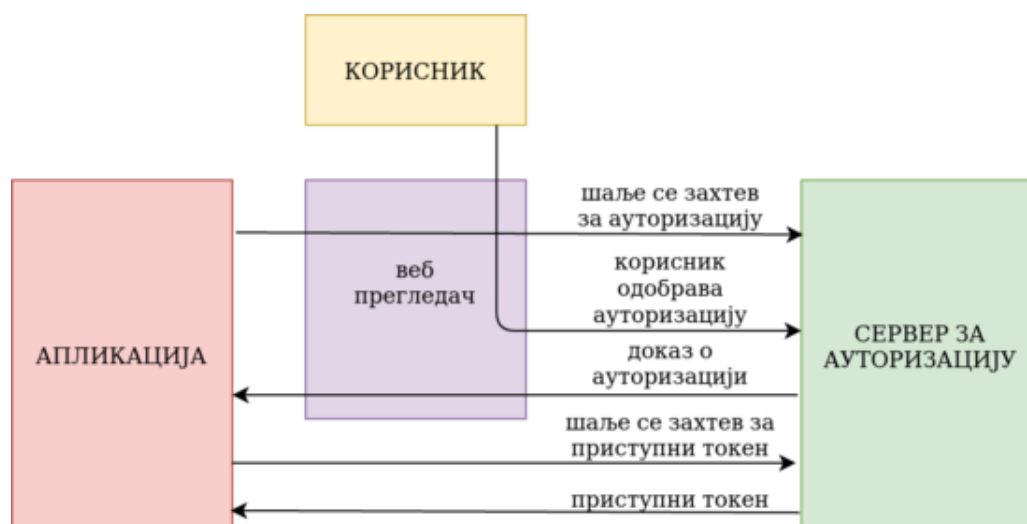 КОРИСНИК
шаље се захтев
за ауторизацију
веб
прегледач
корисник
одобрава
ауторизацију
АПЛИКАЦИЈА
СЕРВЕР ЗА
АУТОРИЗАЦИЈУ
доказ о
ауторизацији
шаље се захтев за
приступни токен
приступни токен